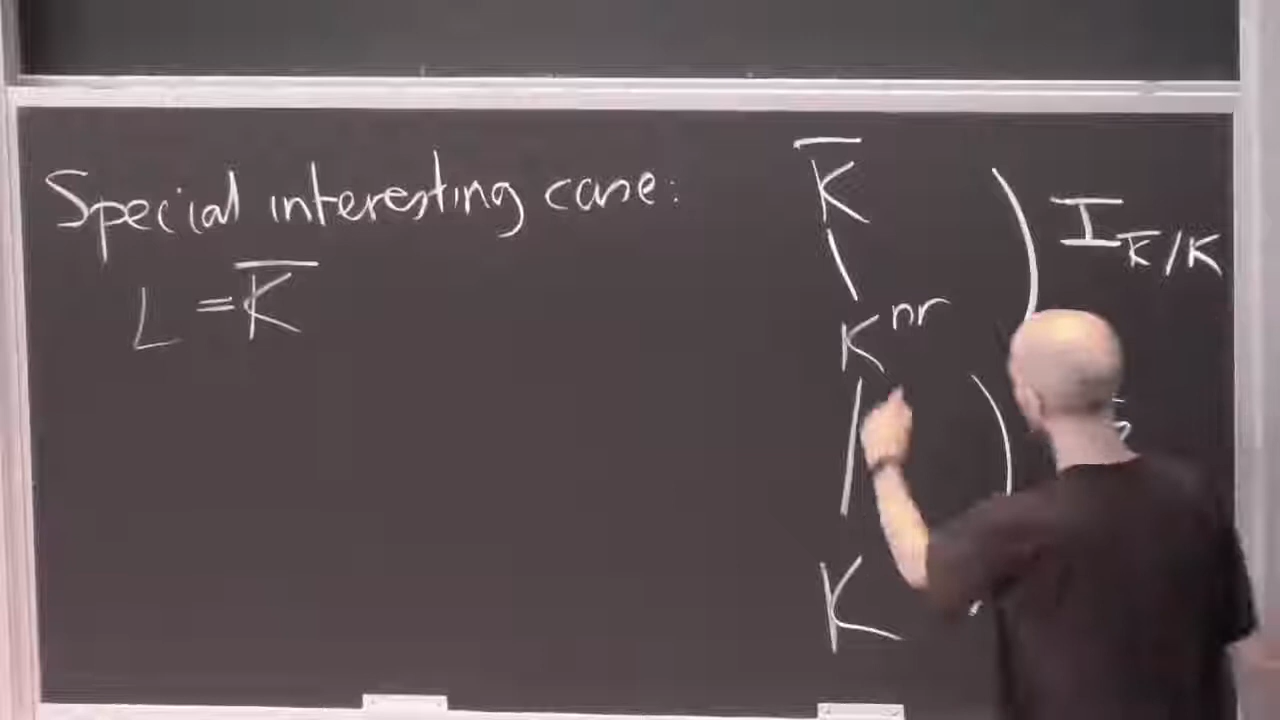 Special interesting case:
L = K̅
K̅
I_{K̅/K}
K^{nr}
K